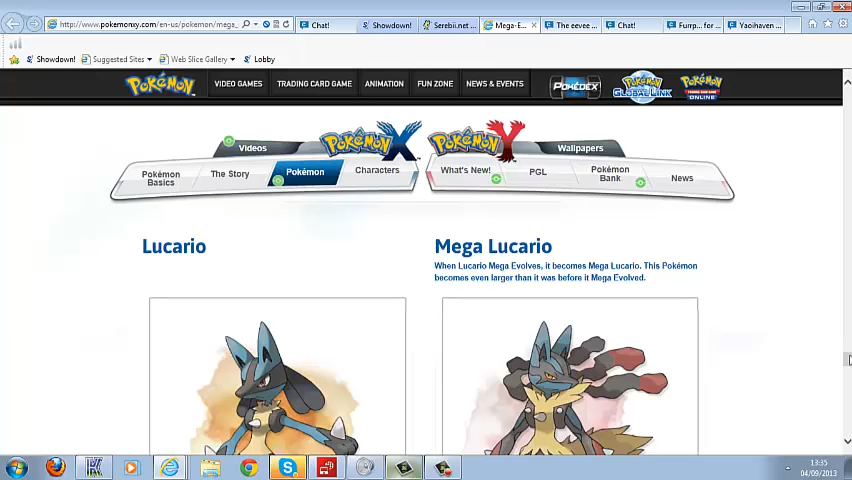 http://www.pokemonxy.com/en-us/pokemon/mega_
Chat!
Showdown!
Serebii.net ...
Mega-E...
The eevee ...
Chat!
Furrp... for ...
Yaoihaven ...
Showdown!
Suggested Sites
Web Slice Gallery
Lobby
Pokémon
VIDEO GAMES
TRADING CARD GAME
ANIMATION
FUN ZONE
NEWS & EVENTS
POKÉDEX
Pokémon
GLOBAL LINK
Pokémon
TRADING CARD GAME
ONLINE
Videos
Pokémon X
Pokémon Y
Wallpapers
Pokémon
Basics
The Story
Pokémon
Characters
What's New!
PGL
Pokémon
Bank
News
Lucario
Mega Lucario
When Lucario Mega Evolves, it becomes Mega Lucario. This Pokémon
becomes even larger than it was before it Mega Evolved.
13:35
04/09/2013